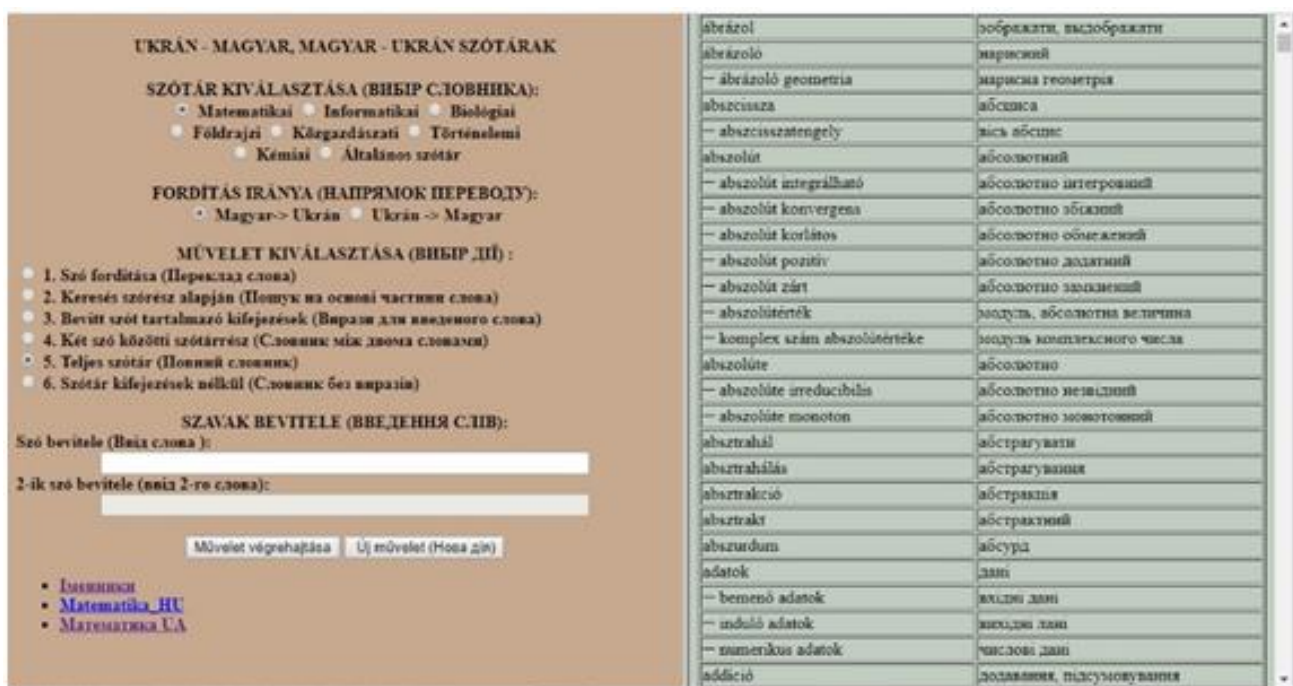 UKRÁN - MAGYAR, MAGYAR - UKRÁN SZÓTÁRAK
SZÓTÁR KIVÁLASZTÁSA (ВИБІР СЛОВНИКА):
Matematikai Informatikai Biológiai
Földrajzi Közgazdászati Történelemi
Kémiai Általános szótár
FORDÍTÁS IRÁNYA (НАПРЯМОК ПЕРЕВОДУ):
Magyar-> Ukrán Ukrán -> Magyar
MŰVELET KIVÁLASZTÁSA (ВИБІР ДІЇ) :
1. Szó fordítása (Переклад слова)
2. Keresés szórész alapján (Пошук на основі частини слова)
3. Bevitt szót tartalmazó kifejezések (Вирази для введеного слова)
4. Két szó közötti szótárrész (Словник між двома словами)
5. Teljes szótár (Повний словник)
6. Szótár kifejezések nélkül (Словник без виразів)
SZAVAK BEVITELE (ВВЕДЕННЯ СЛІВ):
Szó bevitele (Ввід слова ):
2-ik szó bevitele (ввід 2-го слова):
Művelet végrehajtása Új művelet (Нова дія)
Іменники
Matematika_HU
Математика UA
ábrázol зображати, выдображати
ábrázoló нарисний
— ábrázoló geometria нарисна геометрія
abszcissza абсциса
— abszcisszatengely вісь абсцис
abszolút абсолютний
— abszolút integrálható абсолютно інтегровний
— abszolút konvergens абсолютно збіжний
— abszolút korlátos абсолютно обмежений
— abszolút pozitív абсолютно додатний
— abszolút zárt абсолютно замкнений
— abszolútérték модуль, абсолютна величина
— komplex szám abszolútértéke модуль комплексного числа
abszolúte абсолютно
— abszolúte irreducibilis абсолютно незвідний
— abszolúte monoton абсолютно монотонний
absztrahál абстрагувати
absztrahálás абстрагування
absztrakció абстракція
absztrakt абстрактний
abszurdum абсурд
adatok дані
— bemenő adatok вхідні дані
— induló adatok вихідні дані
— numerikus adatok числові дані
addíció додавання, підсумовування